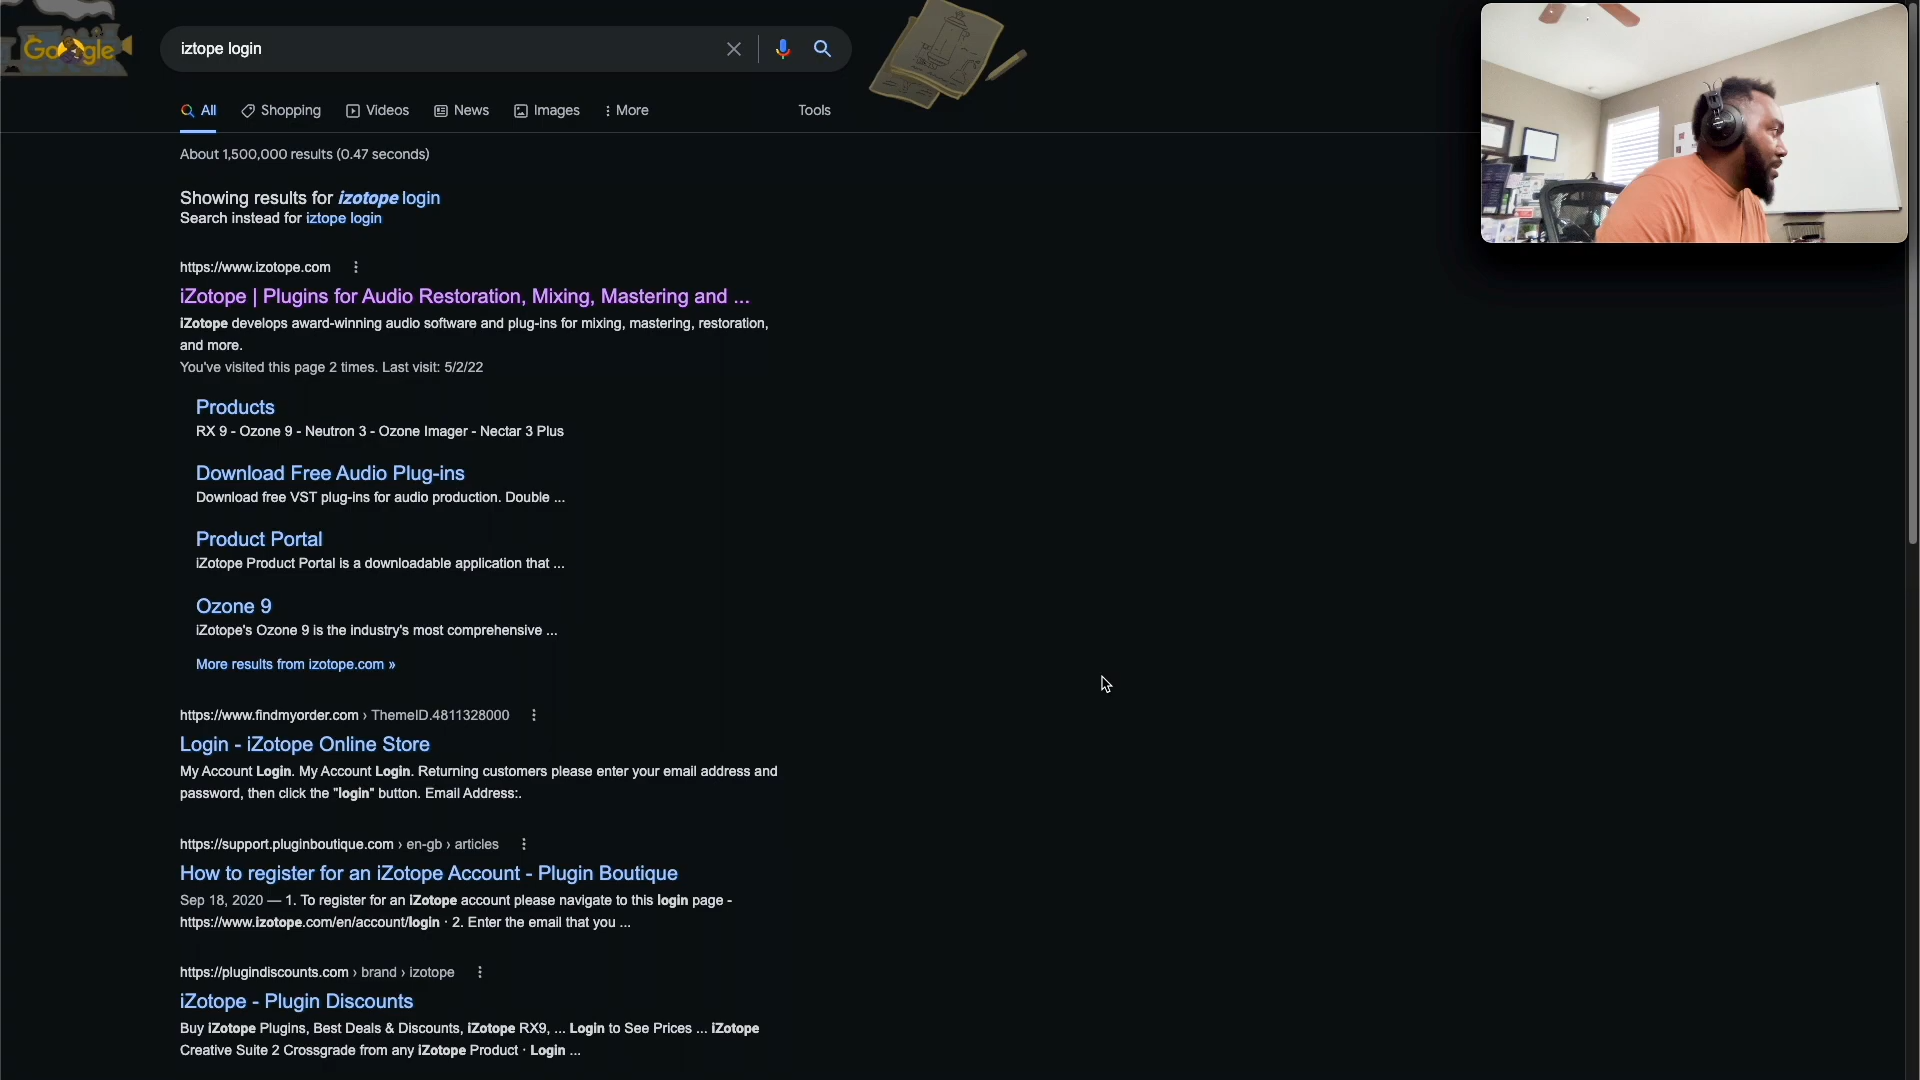 Google
iztope login
All
Shopping
Videos
News
Images
More
Tools
About 1,500,000 results (0.47 seconds)
Showing results for izotope login
Search instead for iztope login
https://www.izotope.com
iZotope | Plugins for Audio Restoration, Mixing, Mastering and ...
iZotope develops award-winning audio software and plug-ins for mixing, mastering, restoration,
and more.
You've visited this page 2 times. Last visit: 5/2/22
Products
RX 9 - Ozone 9 - Neutron 3 - Ozone Imager - Nectar 3 Plus
Download Free Audio Plug-ins
Download free VST plug-ins for audio production. Double ...
Product Portal
iZotope Product Portal is a downloadable application that ...
Ozone 9
iZotope's Ozone 9 is the industry's most comprehensive ...
More results from izotope.com »
https://www.findmyorder.com › ThemeID.4811328000
Login - iZotope Online Store
My Account Login. My Account Login. Returning customers please enter your email address and
password, then click the "login" button. Email Address:.
https://support.pluginboutique.com › en-gb › articles
How to register for an iZotope Account - Plugin Boutique
Sep 18, 2020 — 1. To register for an iZotope account please navigate to this login page -
https://www.izotope.com/en/account/login · 2. Enter the email that you ...
https://plugindiscounts.com › brand › izotope
iZotope - Plugin Discounts
Buy iZotope Plugins, Best Deals & Discounts, iZotope RX9, ... Login to See Prices ... iZotope
Creative Suite 2 Crossgrade from any iZotope Product · Login ...